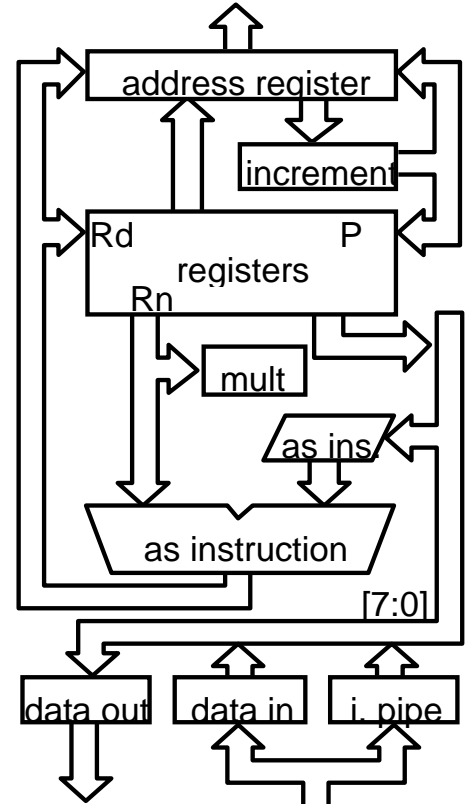 address register
increment
Rd
P
registers
Rn
mult
as ins.
as instruction
[7:0]
data out
data in
i. pipe